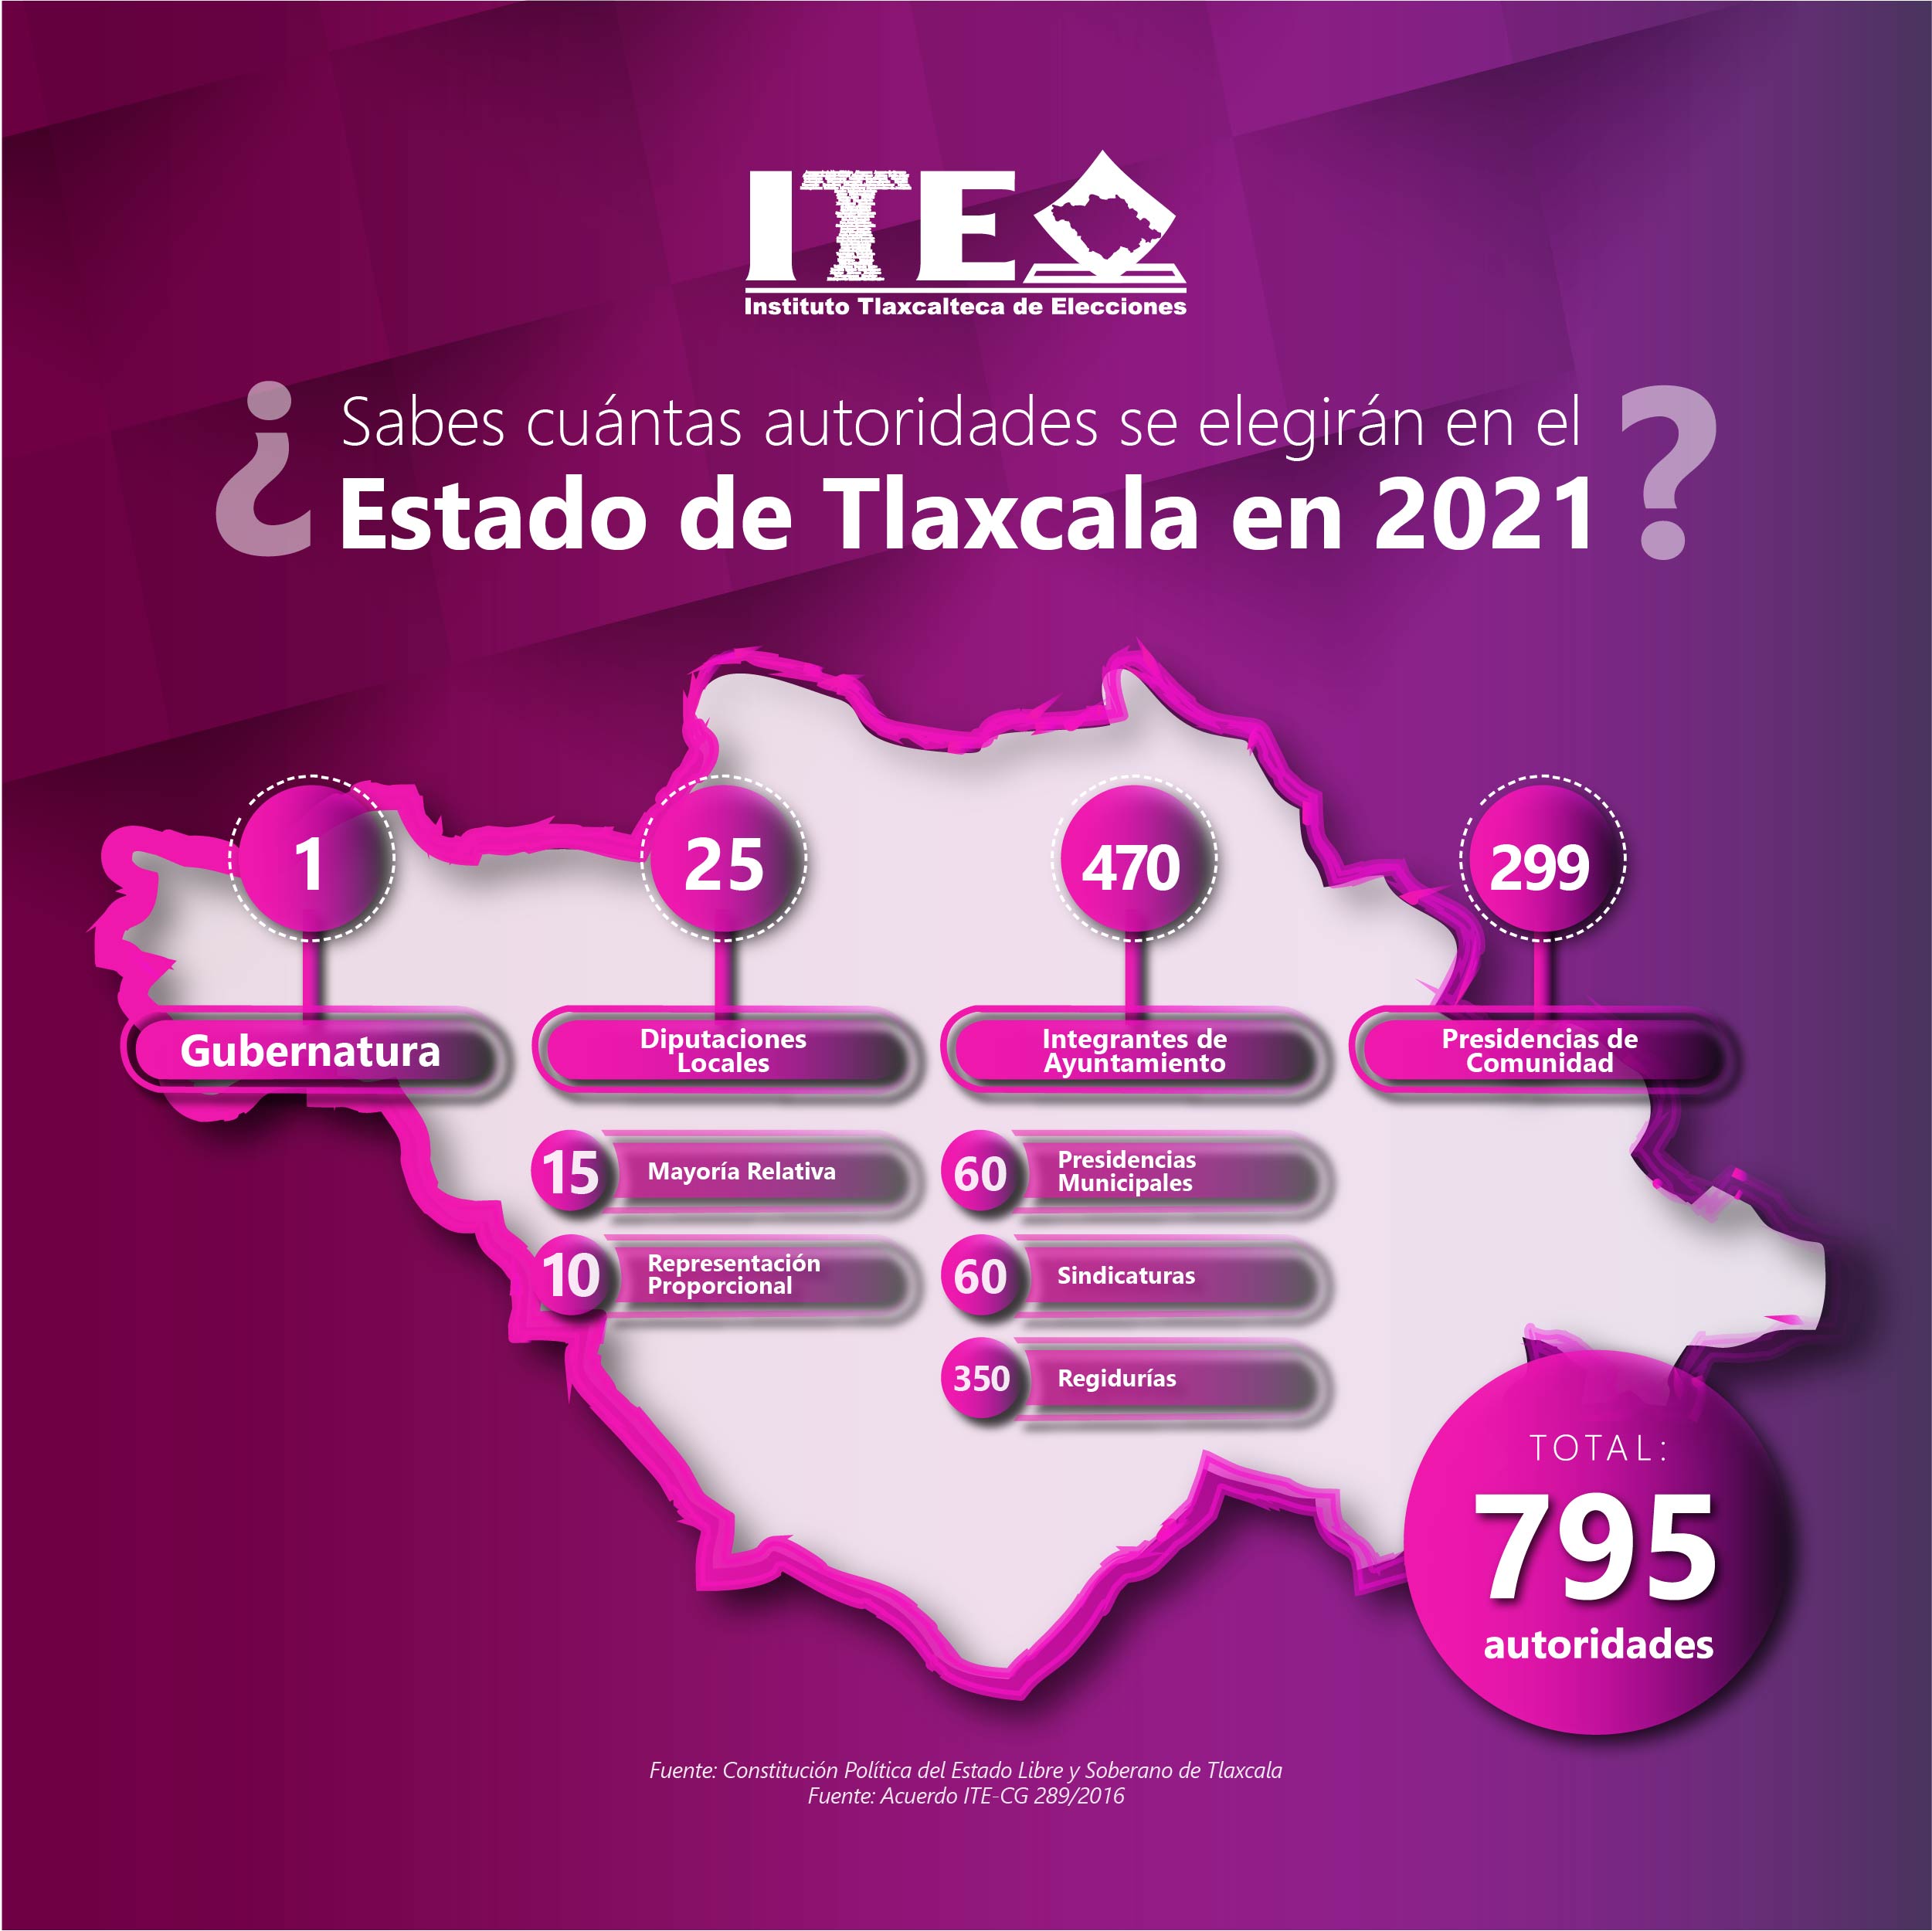 ITE
Instituto Tlaxcalteca de Elecciones
¿Sabes cuántas autoridades se elegirán en el
Estado de Tlaxcala en 2021?
1
Gubernatura
25
Diputaciones
Locales
15
Mayoría Relativa
10
Representación
Proporcional
470
Integrantes de
Ayuntamiento
60
Presidencias
Municipales
60
Sindicaturas
350
Regidurías
299
Presidencias de
Comunidad
TOTAL:
795
autoridades
Fuente: Constitución Política del Estado Libre y Soberano de Tlaxcala
Fuente: Acuerdo ITE-CG 289/2016